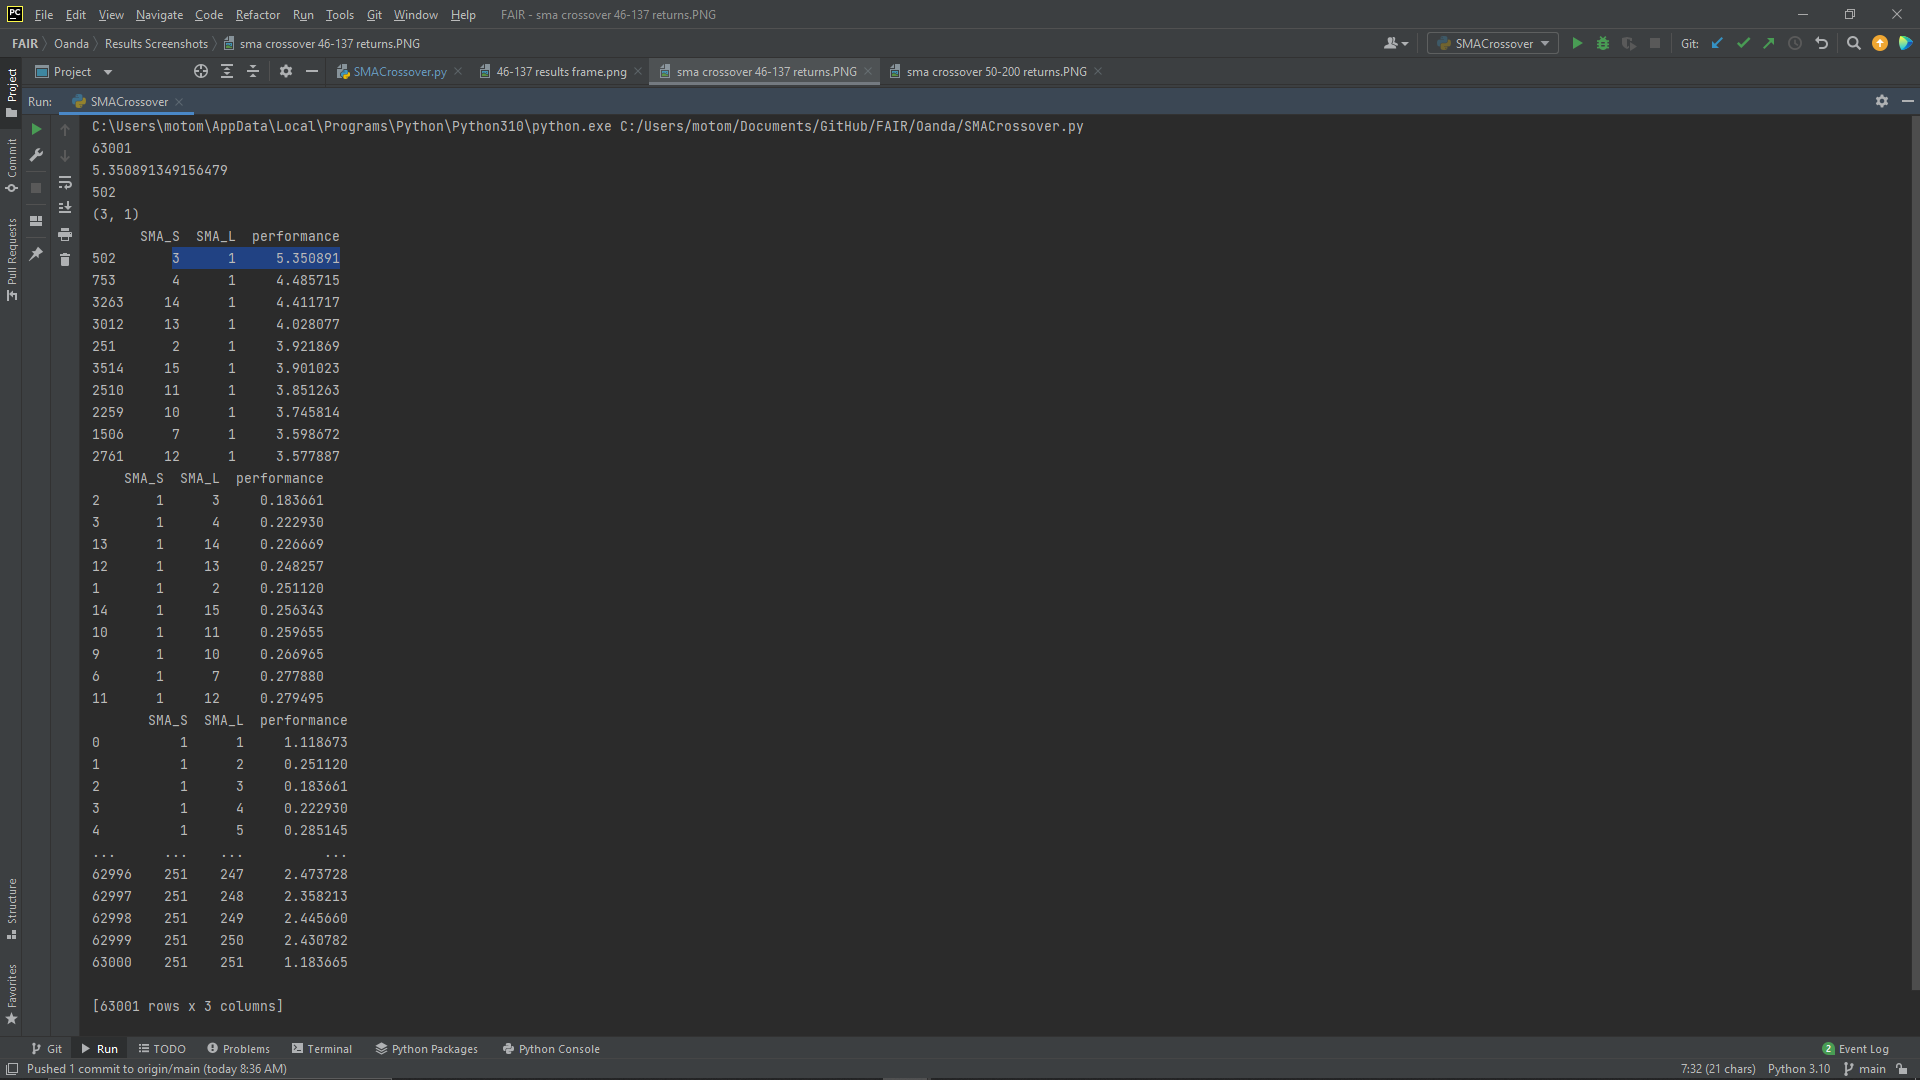 PC File Edit View Navigate Code Refactor Run Tools Git Window Help FAIR - sma crossover 46-137 returns.PNG
FAIR Oanda Results Screenshots sma crossover 46-137 returns.PNG SMACrossover Git:
Project SMACrossover.py 46-137 results frame.png sma crossover 46-137 returns.PNG sma crossover 50-200 returns.PNG
Run: SMACrossover
C:\Users\motom\AppData\Local\Programs\Python\Python310\python.exe C:/Users/motom/Documents/GitHub/FAIR/Oanda/SMACrossover.py
63001
5.350891349156479
502
(3, 1)
SMA_S SMA_L performance
502 3 1 5.350891
753 4 1 4.485715
3263 14 1 4.411717
3012 13 1 4.028077
251 2 1 3.921869
3514 15 1 3.901023
2510 11 1 3.851263
2259 10 1 3.745814
1506 7 1 3.598672
2761 12 1 3.577887
SMA_S SMA_L performance
2 1 3 0.183661
3 1 4 0.222930
13 1 14 0.226669
12 1 13 0.248257
1 1 2 0.251120
14 1 15 0.256343
10 1 11 0.259655
9 1 10 0.266965
6 1 7 0.277880
11 1 12 0.279495
SMA_S SMA_L performance
0 1 1 1.118673
1 1 2 0.251120
2 1 3 0.183661
3 1 4 0.222930
4 1 5 0.285145
... ... ... ...
62996 251 247 2.473728
62997 251 248 2.358213
62998 251 249 2.445660
62999 251 250 2.430782
63000 251 251 1.183665
[63001 rows x 3 columns]
Project
Commit
Pull Requests
Structure
Favorites
Git Run TODO Problems Terminal Python Packages Python Console 2 Event Log
Pushed 1 commit to origin/main (today 8:36 AM) 7:32 (21 chars) Python 3.10 main